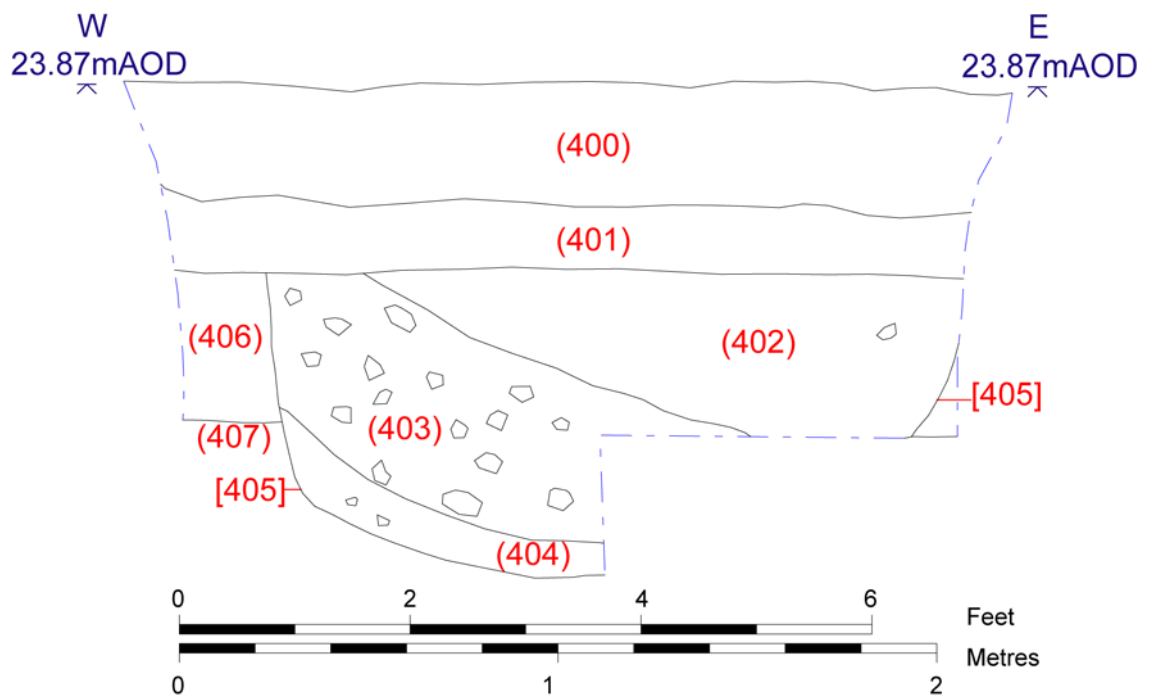 W
E
23.87mAOD
23.87mAOD
(400)
(401)
(406)
(402)
[405]
(403)
(407)
[405]
(404)
0 2 4 6
Feet
Metres
0 1 2